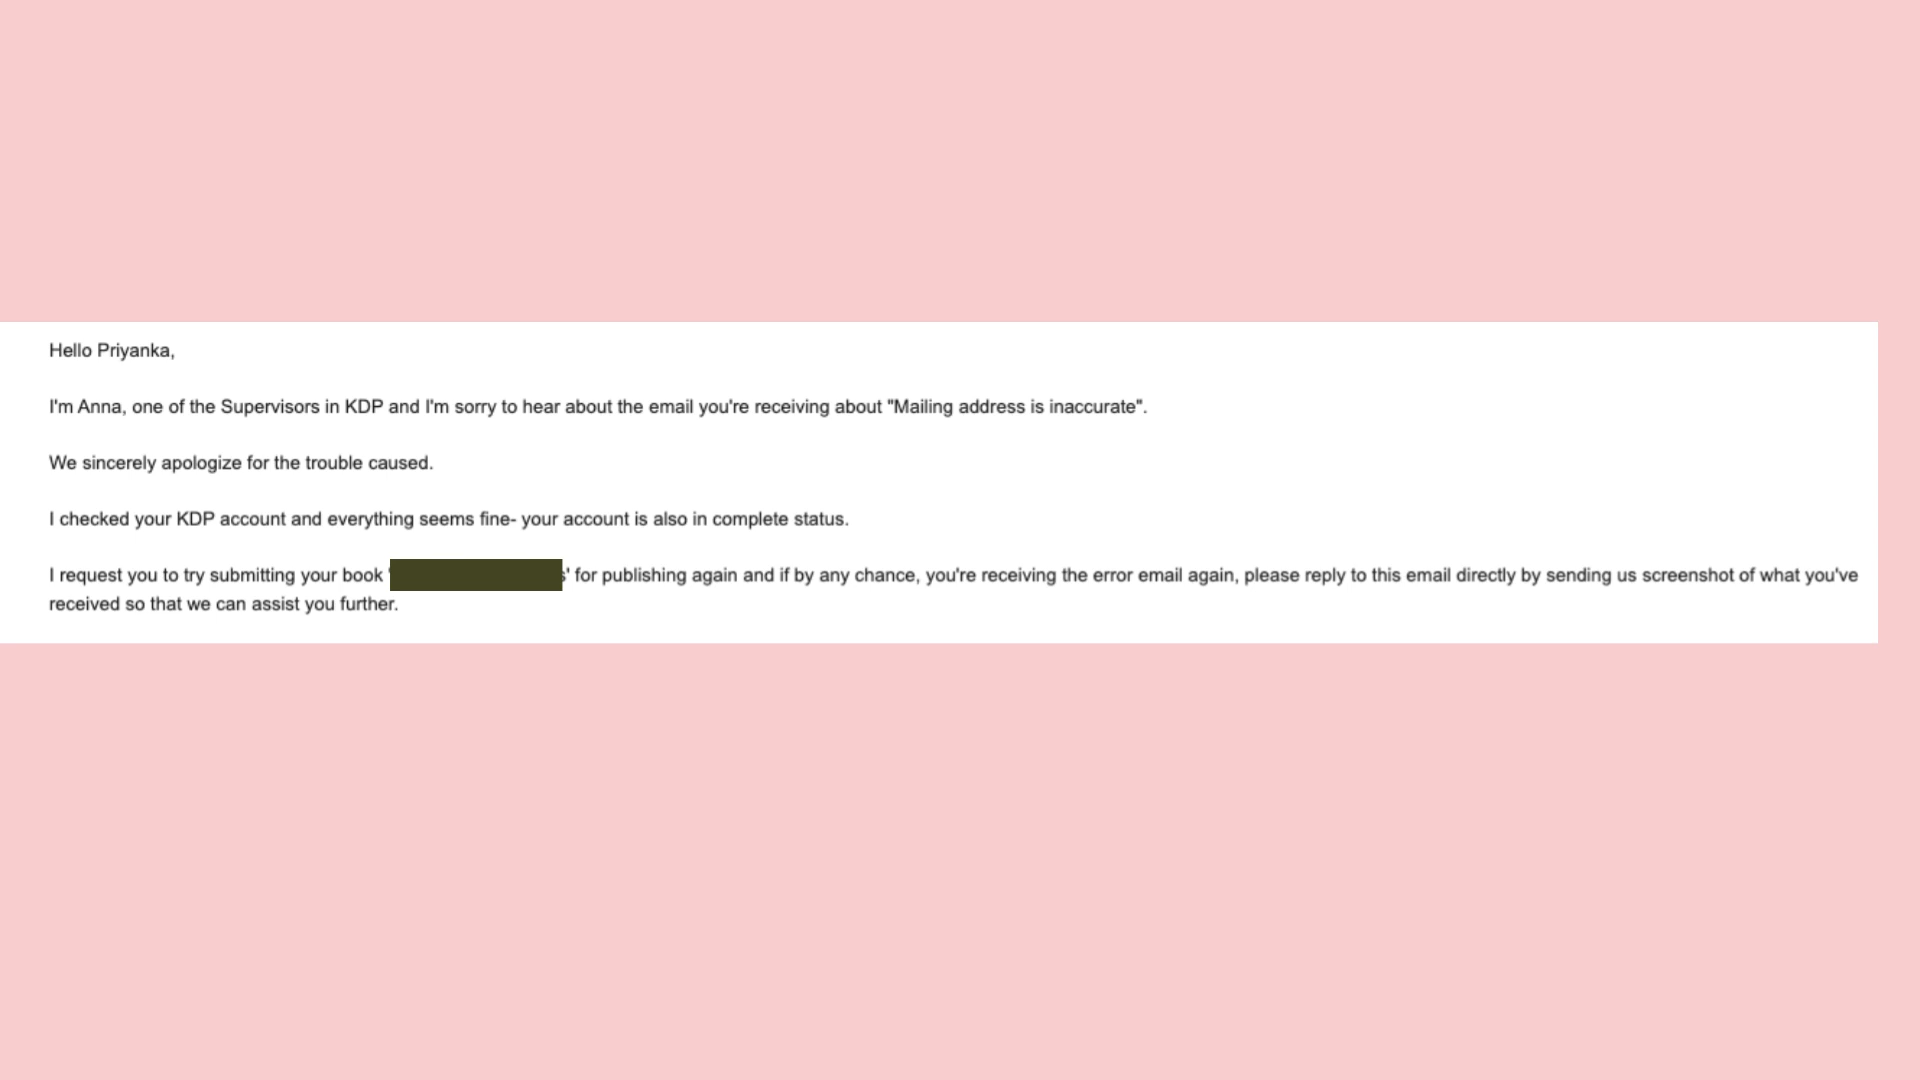 Hello Priyanka,
I'm Anna, one of the Supervisors in KDP and I'm sorry to hear about the email you're receiving about "Mailing address is inaccurate".
We sincerely apologize for the trouble caused.
I checked your KDP account and everything seems fine- your account is also in complete status.
I request you to try submitting your book ' s' for publishing again and if by any chance, you're receiving the error email again, please reply to this email directly by sending us screenshot of what you've
received so that we can assist you further.